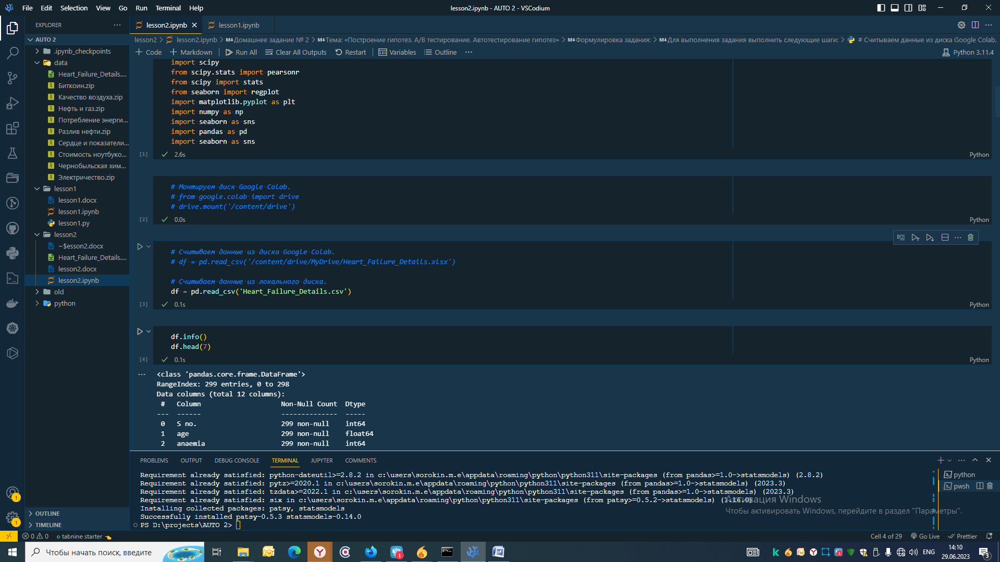 File Edit Selection View Go Run Terminal Help
lesson2.ipynb - AUTO 2 - VSCodium
EXPLORER
AUTO 2
.ipynb_checkpoints
data
Heart_Failure_Details....
Биткоин.zip
Качество воздуха.zip
Нефть и газ.zip
Потребление энерги...
Разлив нефти.zip
Сердце и показатели...
Стоимость ноутбуко...
Чернобыльская хим...
Электричество.zip
lesson1
lesson1.docx
lesson1.ipynb
lesson1.py
lesson2
~$esson2.docx
Heart_Failure_Details....
lesson2.docx
lesson2.ipynb
old
python
OUTLINE
TIMELINE
lesson2.ipynb lesson1.ipynb
lesson2 > lesson2.ipynb > M↓Домашнее задание № 2 > M↓Тема: «Построение гипотез. А/В тестирование. Автотестирование гипотез» > M↓Формулировка задания: > M↓Для выполнения задания выполнить следующие шаги: > # Считываем данные из диска Google Colab.
+ Code + Markdown Run All Clear All Outputs Restart Variables Outline ... Python 3.11.4
import scipy
from scipy.stats import pearsonr
from scipy import stats
from seaborn import regplot
import matplotlib.pyplot as plt
import numpy as np
import seaborn as sns
import pandas as pd
import seaborn as sns
[1] 2.6s Python
# Монтируем диск Google Colab.
# from google.colab import drive
# drive.mount('/content/drive')
[2] 0.0s Python
# Считываем данные из диска Google Colab.
# df = pd.read_csv('/content/drive/MyDrive/Heart_Failure_Details.xlsx')
# Считываем данные из локального диска.
df = pd.read_csv('Heart_Failure_Details.csv')
[3] 0.1s Python
df.info()
df.head(7)
[4] 0.1s Python
<class 'pandas.core.frame.DataFrame'>
RangeIndex: 299 entries, 0 to 298
Data columns (total 12 columns):
# Column Non-Null Count Dtype
--- ------ -------------- -----
0 S no. 299 non-null int64
1 age 299 non-null float64
2 anaemia 299 non-null int64
PROBLEMS OUTPUT DEBUG CONSOLE TERMINAL JUPYTER COMMENTS
Requirement already satisfied: python-dateutil>=2.8.2 in c:\users\sorokin.m.e\appdata\roaming\python\python311\site-packages (from pandas>=1.0->statsmodels) (2.8.2)
Requirement already satisfied: pytz>=2020.1 in c:\users\sorokin.m.e\appdata\roaming\python\python311\site-packages (from pandas>=1.0->statsmodels) (2023.3)
Requirement already satisfied: tzdata>=2022.1 in c:\users\sorokin.m.e\appdata\roaming\python\python311\site-packages (from pandas>=1.0->statsmodels) (2023.3)
Requirement already satisfied: six in c:\users\sorokin.m.e\appdata\roaming\python\python311\site-packages (from patsy>=0.5.2->statsmodels) (1.16.0)
Installing collected packages: patsy, statsmodels
Successfully installed patsy-0.5.3 statsmodels-0.14.0
PS D:\projects\AUTO 2>
python
pwsh
Активация Windows
Чтобы активировать Windows, перейдите в раздел "Параметры".
0 0 tabnine starter
Cell 4 of 29 Go Live Prettier
Чтобы начать поиск, введите
ENG
14:10
29.06.2023
3